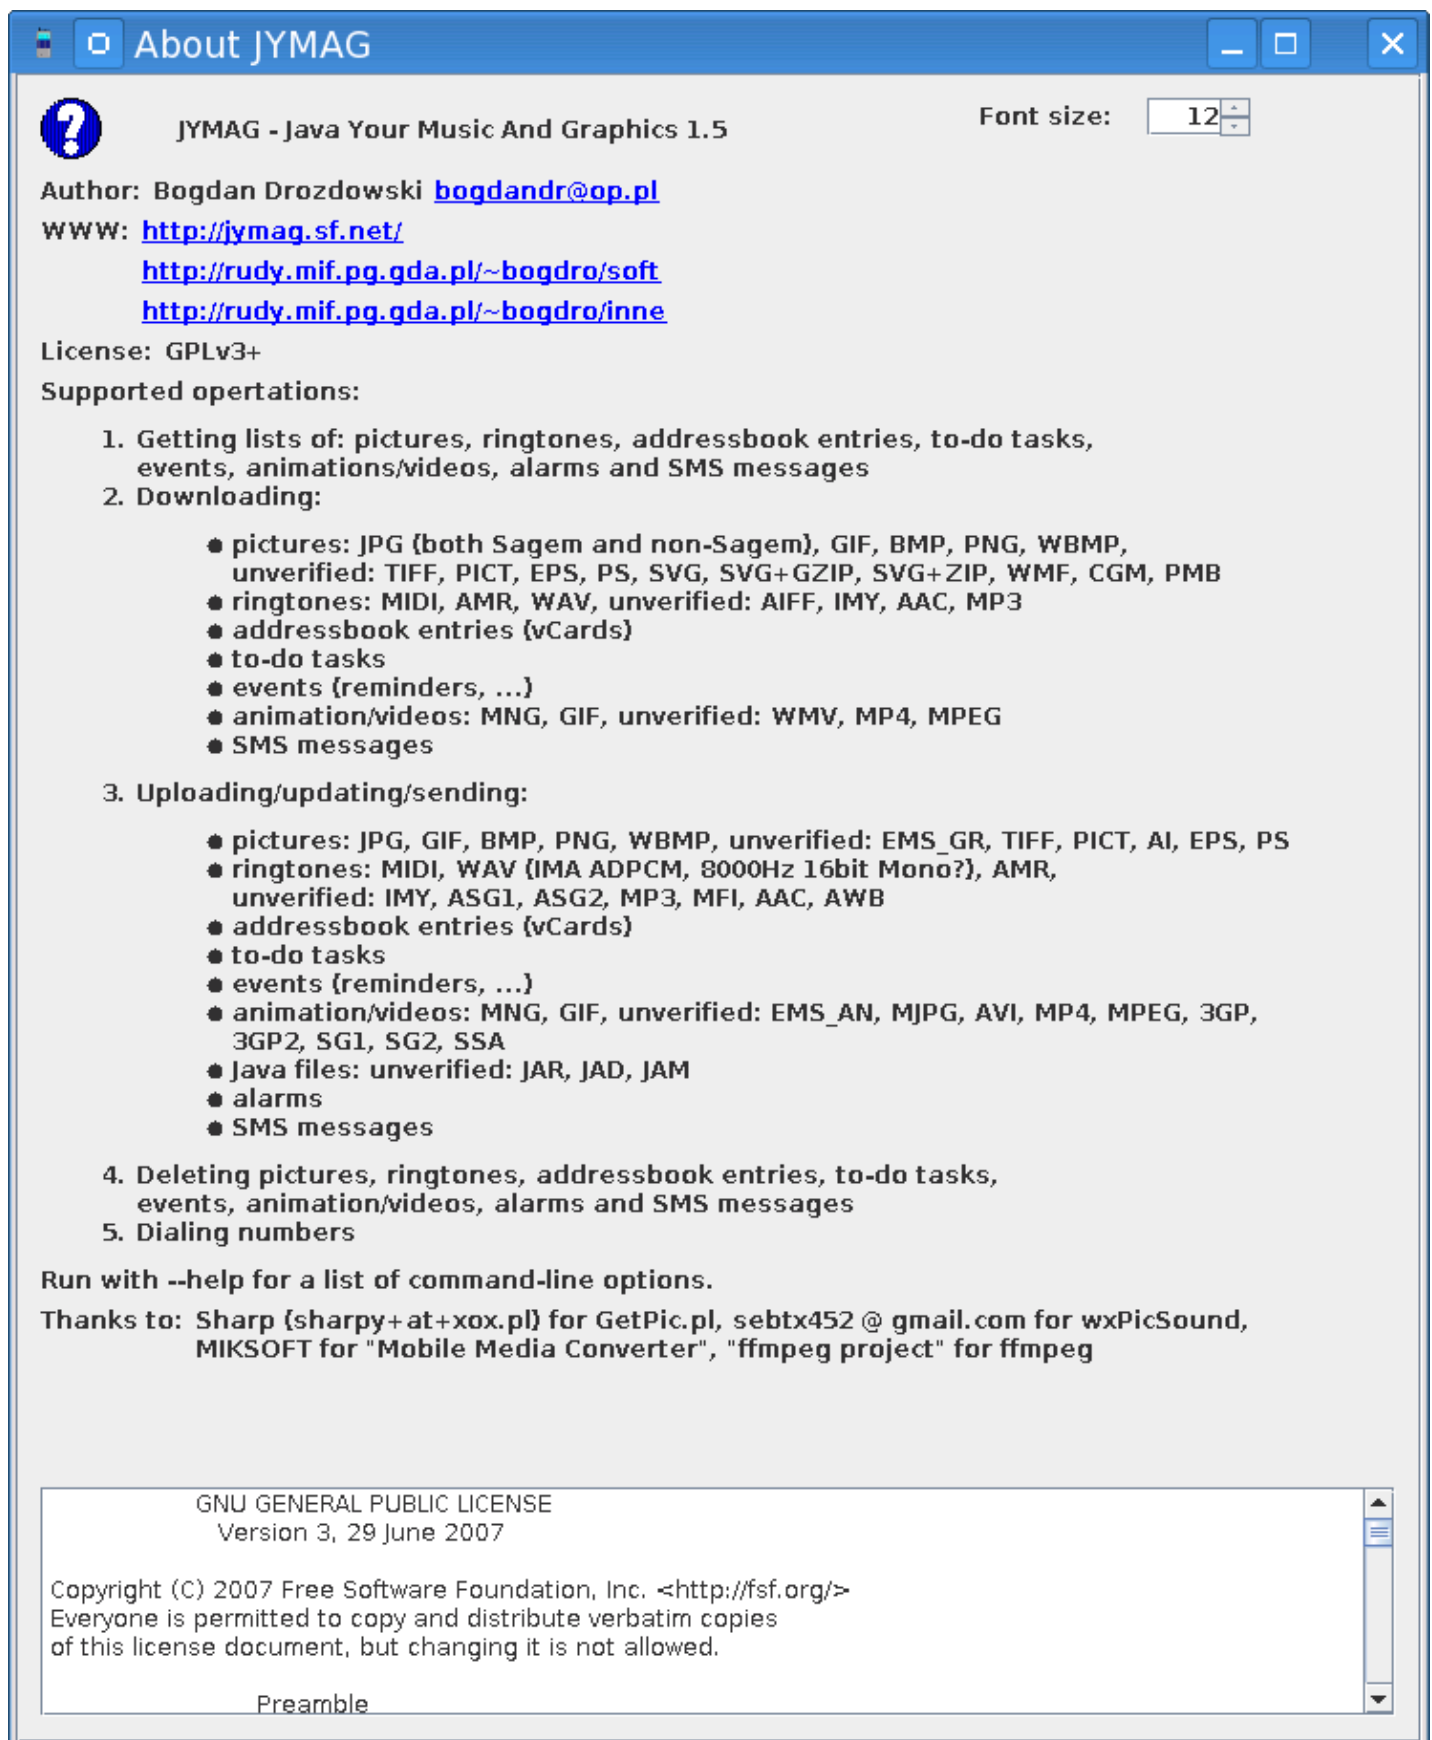 About JYMAG
JYMAG - Java Your Music And Graphics 1.5
Font size: 12
Author: Bogdan Drozdowski bogdandr@op.pl
WWW: http://jymag.sf.net/
http://rudy.mif.pg.gda.pl/~bogdro/soft
http://rudy.mif.pg.gda.pl/~bogdro/inne
License: GPLv3+
Supported opertations:
1. Getting lists of: pictures, ringtones, addressbook entries, to-do tasks,
events, animations/videos, alarms and SMS messages
2. Downloading:
● pictures: JPG (both Sagem and non-Sagem), GIF, BMP, PNG, WBMP,
unverified: TIFF, PICT, EPS, PS, SVG, SVG+GZIP, SVG+ZIP, WMF, CGM, PMB
● ringtones: MIDI, AMR, WAV, unverified: AIFF, IMY, AAC, MP3
● addressbook entries (vCards)
● to-do tasks
● events (reminders, ...)
● animation/videos: MNG, GIF, unverified: WMV, MP4, MPEG
● SMS messages
3. Uploading/updating/sending:
● pictures: JPG, GIF, BMP, PNG, WBMP, unverified: EMS_GR, TIFF, PICT, AI, EPS, PS
● ringtones: MIDI, WAV (IMA ADPCM, 8000Hz 16bit Mono?), AMR,
unverified: IMY, ASG1, ASG2, MP3, MFI, AAC, AWB
● addressbook entries (vCards)
● to-do tasks
● events (reminders, ...)
● animation/videos: MNG, GIF, unverified: EMS_AN, MJPG, AVI, MP4, MPEG, 3GP,
3GP2, SG1, SG2, SSA
● Java files: unverified: JAR, JAD, JAM
● alarms
● SMS messages
4. Deleting pictures, ringtones, addressbook entries, to-do tasks,
events, animation/videos, alarms and SMS messages
5. Dialing numbers
Run with --help for a list of command-line options.
Thanks to: Sharp (sharpy+at+xox.pl) for GetPic.pl, sebtx452 @ gmail.com for wxPicSound,
MIKSOFT for "Mobile Media Converter", "ffmpeg project" for ffmpeg
GNU GENERAL PUBLIC LICENSE
Version 3, 29 June 2007
Copyright (C) 2007 Free Software Foundation, Inc. <http://fsf.org/>
Everyone is permitted to copy and distribute verbatim copies
of this license document, but changing it is not allowed.
Preamble